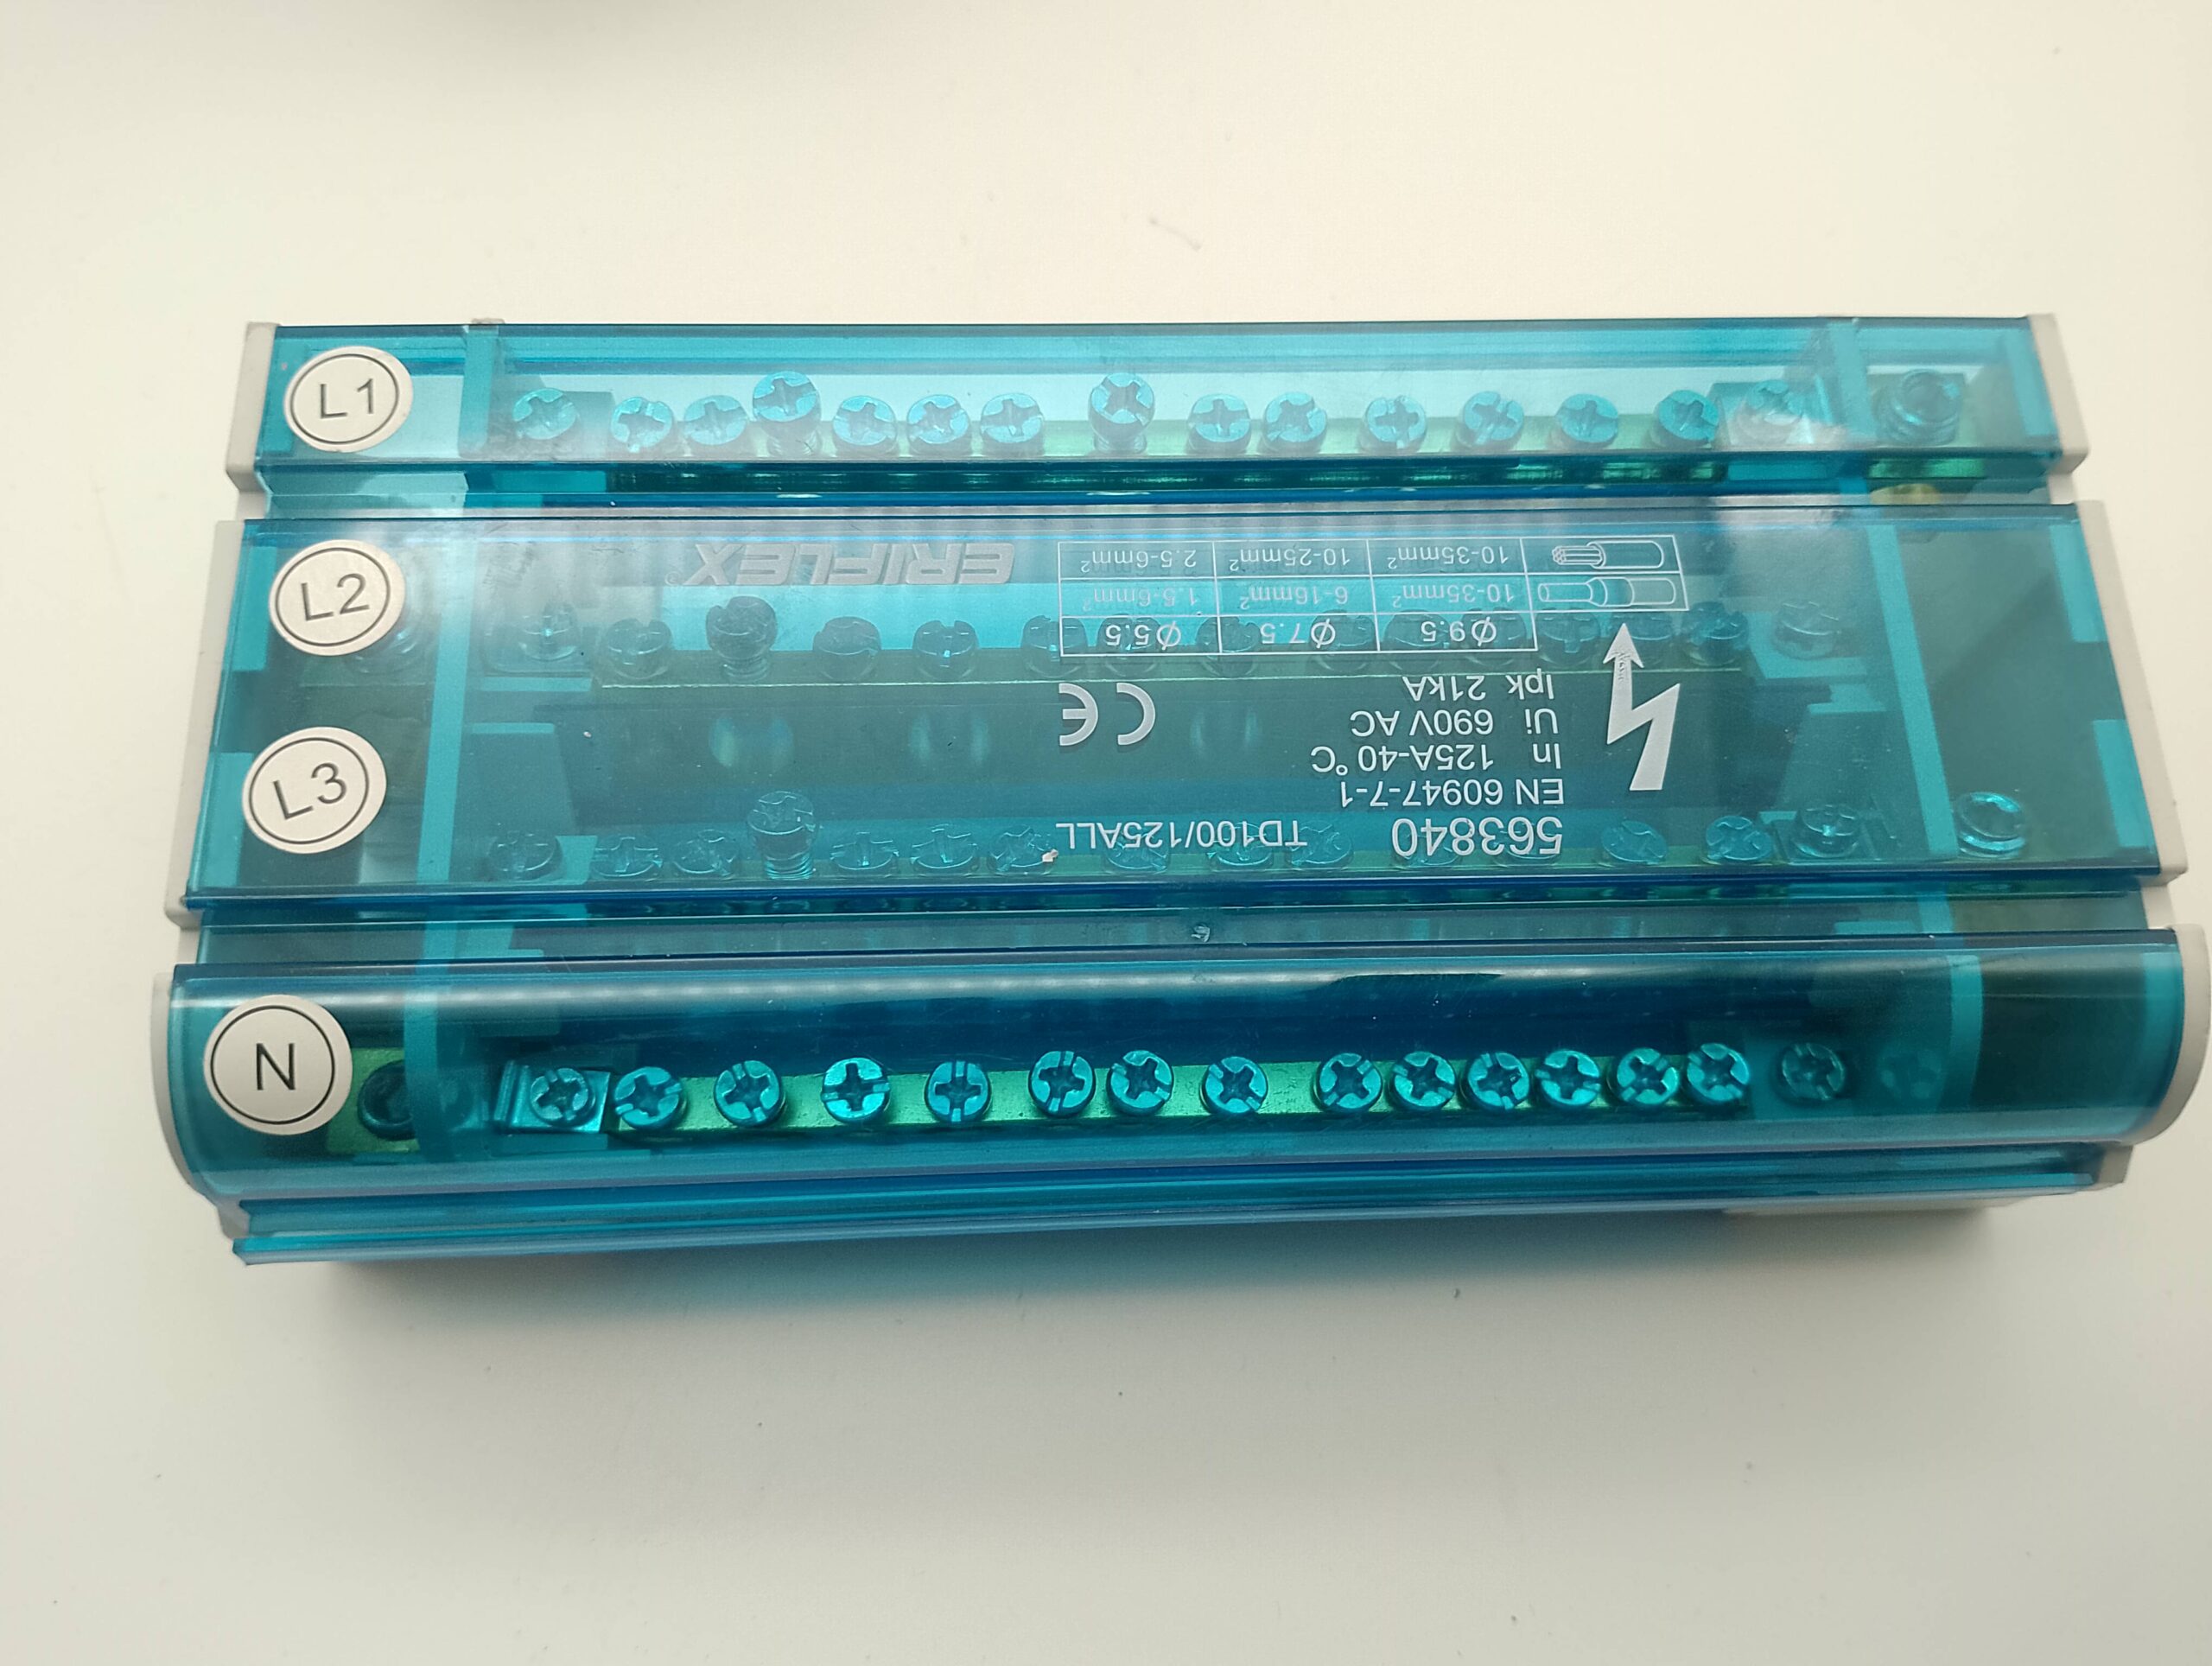 L1
L2
L3
N
563840 TD100/125ALL
EN 60947-7-1
In 125A-40°C
Ui 690V AC
Ipk 21kA
CE
Ø9.5 Ø7.5 Ø5.5
10-35mm² 6-16mm² 1.5-6mm²
10-35mm² 10-25mm² 2.5-6mm²
ERIFLEX